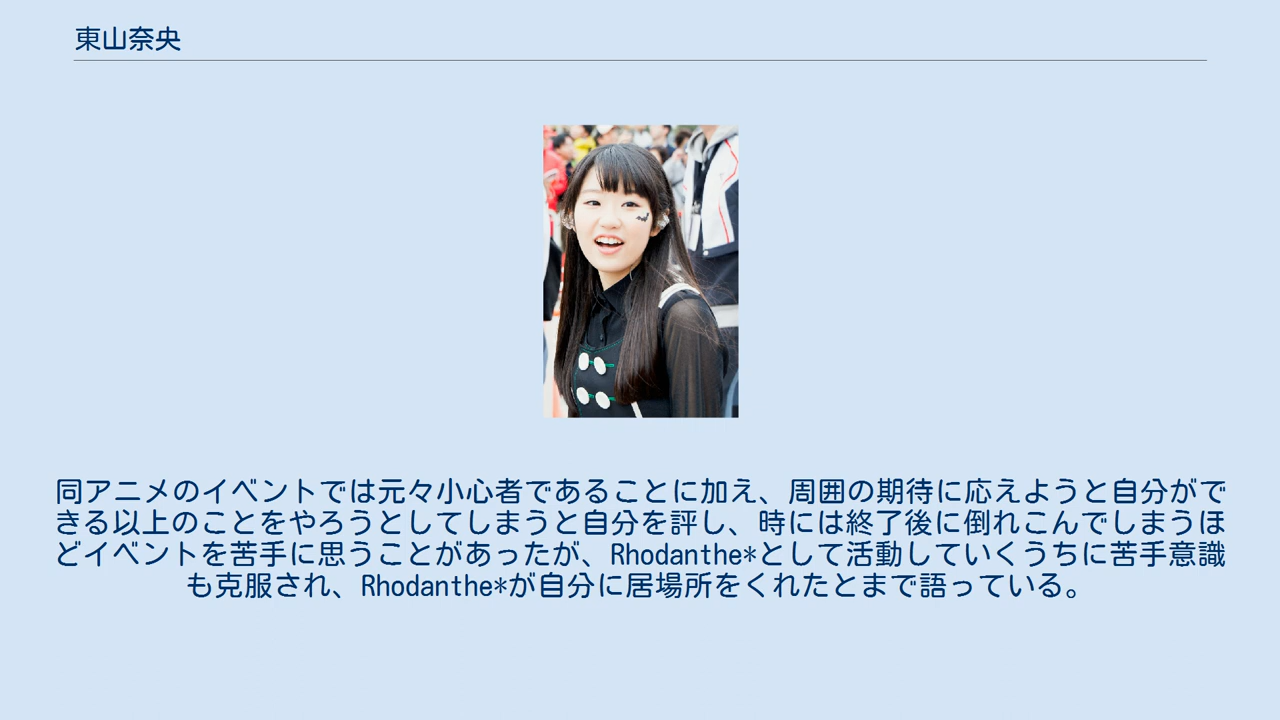 東山奈央
同アニメのイベントでは元々小心者であることに加え、周囲の期待に応えようと自分がで
きる以上のことをやろうとしてしまうと自分を評し、時には終了後に倒れこんでしまうほ
どイベントを苦手に思うことがあったが、Rhodanthe*として活動していくうちに苦手意識
も克服され、Rhodanthe*が自分に居場所をくれたとまで語っている。